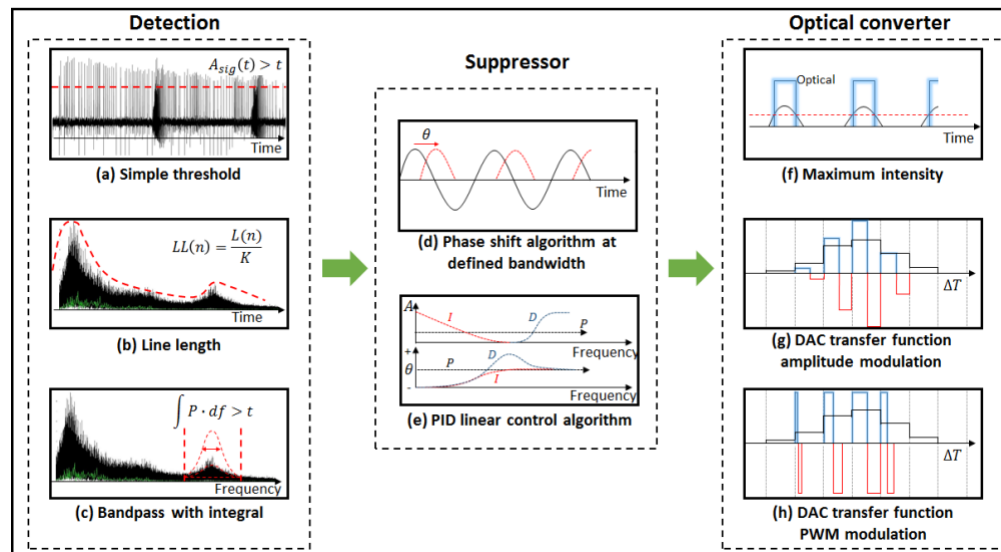 Detection
A_sig(t) > t
Time
(a) Simple threshold
LL(n) = L(n)/K
Time
(b) Line length
∫ P · df > t
Frequency
(c) Bandpass with integral
Suppressor
θ
Time
(d) Phase shift algorithm at
defined bandwidth
A
I
D
P
Frequency
+
θ
-
P
D
I
Frequency
(e) PID linear control algorithm
Optical converter
Optical
Time
(f) Maximum intensity
ΔT
(g) DAC transfer function
amplitude modulation
ΔT
(h) DAC transfer function
PWM modulation